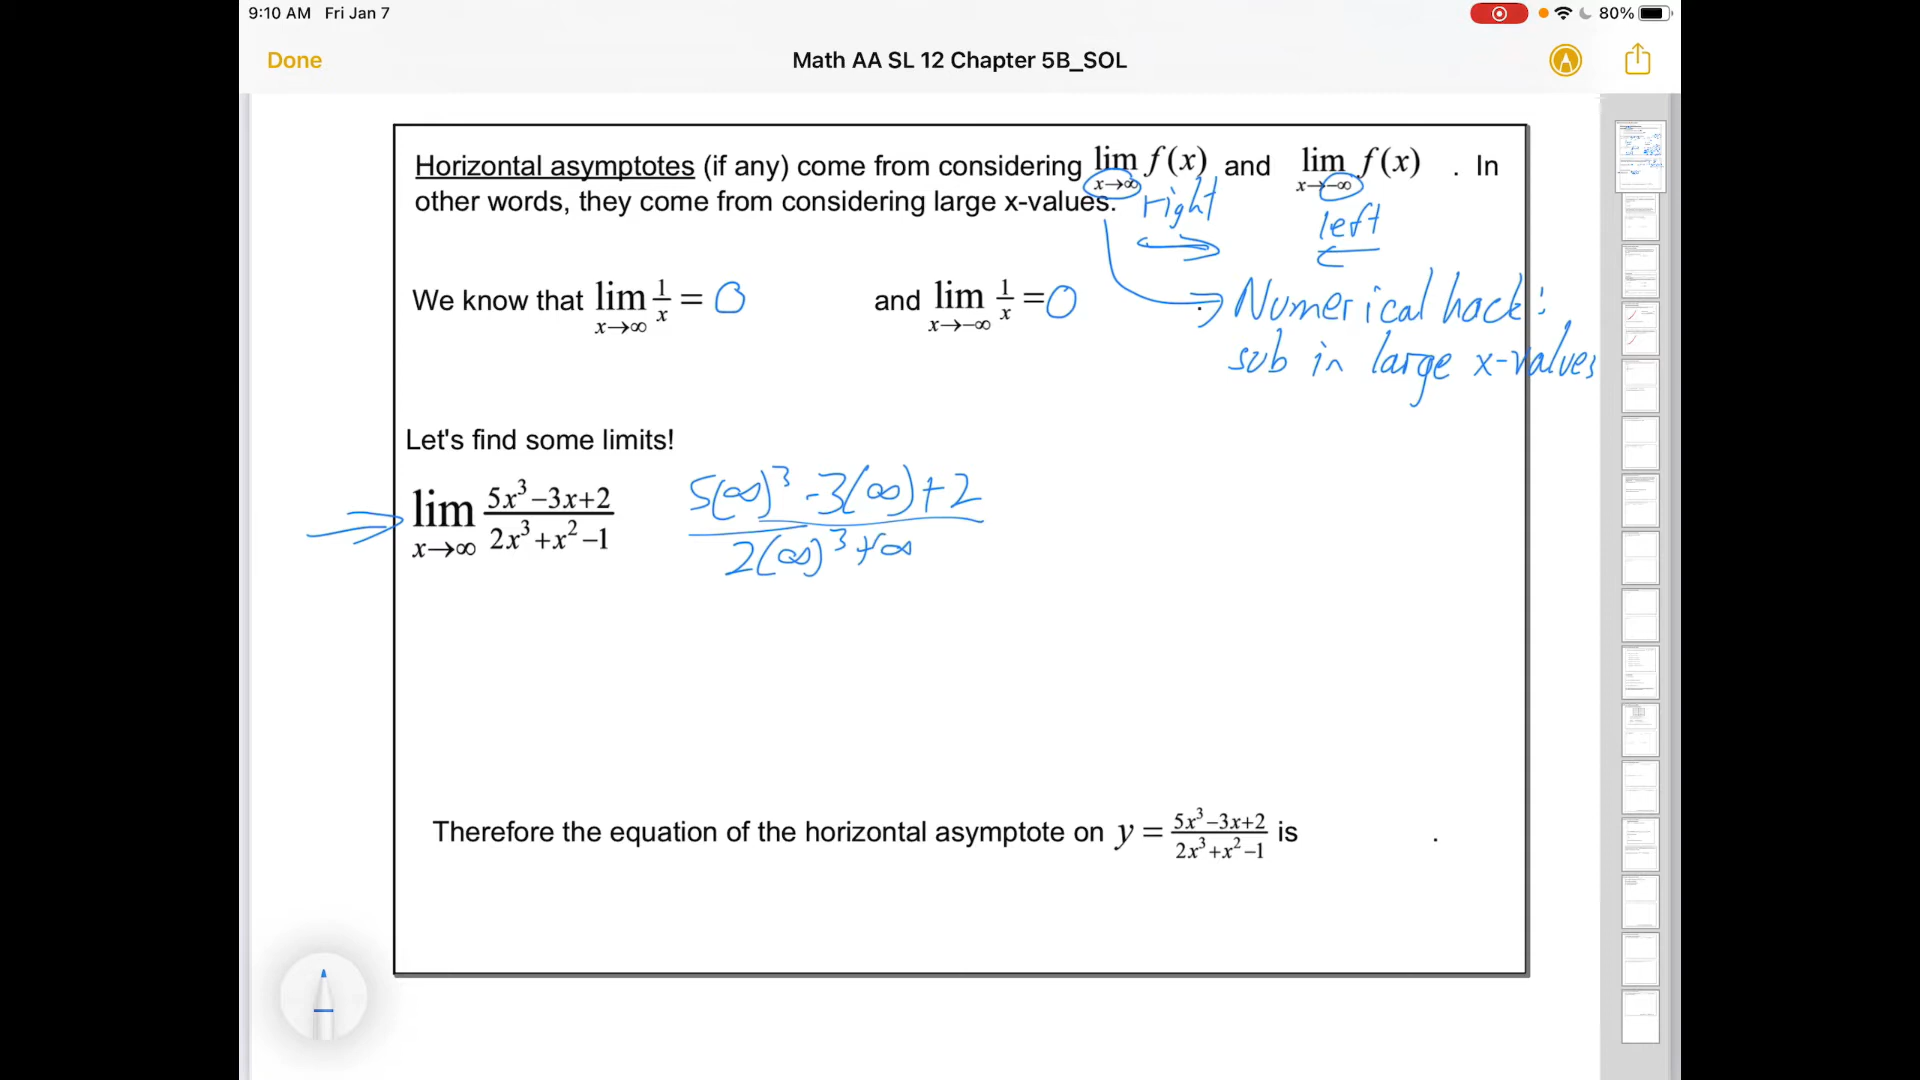 9:10 AM Fri Jan 7 80%
Done Math AA SL 12 Chapter 5B_SOL
Horizontal asymptotes (if any) come from considering lim x→∞ f(x) and lim x→-∞ f(x) . In
other words, they come from considering large x-values.
right
left
We know that lim x→∞ 1/x = 0 and lim x→-∞ 1/x = 0
Numerical hack:
sub in large x-values
Let's find some limits!
lim x→∞ (5x³-3x+2)/(2x³+x²-1) (5(∞)³-3(∞)+2)/(2(∞)³+∞
Therefore the equation of the horizontal asymptote on y = (5x³-3x+2)/(2x³+x²-1) is .